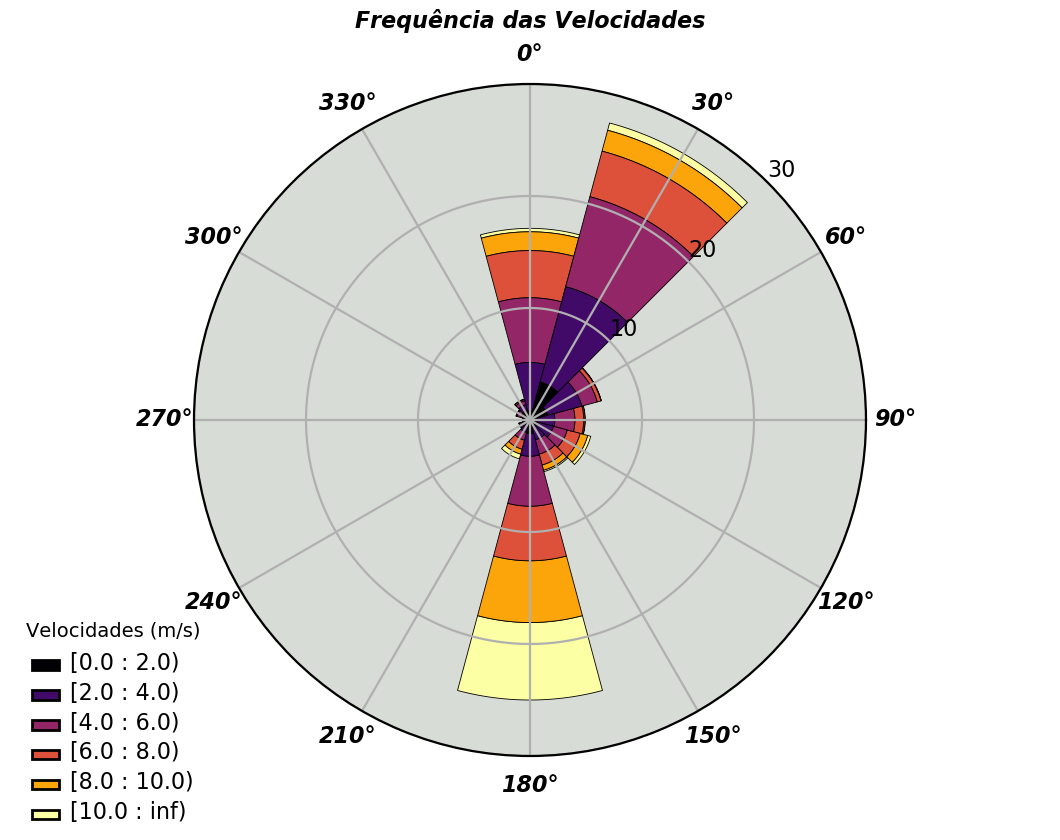 Frequência das Velocidades
0°
330°
30°
30
300°
60°
20
10
270°
90°
240°
120°
210°
150°
180°
Velocidades (m/s)
[0.0 : 2.0)
[2.0 : 4.0)
[4.0 : 6.0)
[6.0 : 8.0)
[8.0 : 10.0)
[10.0 : inf)